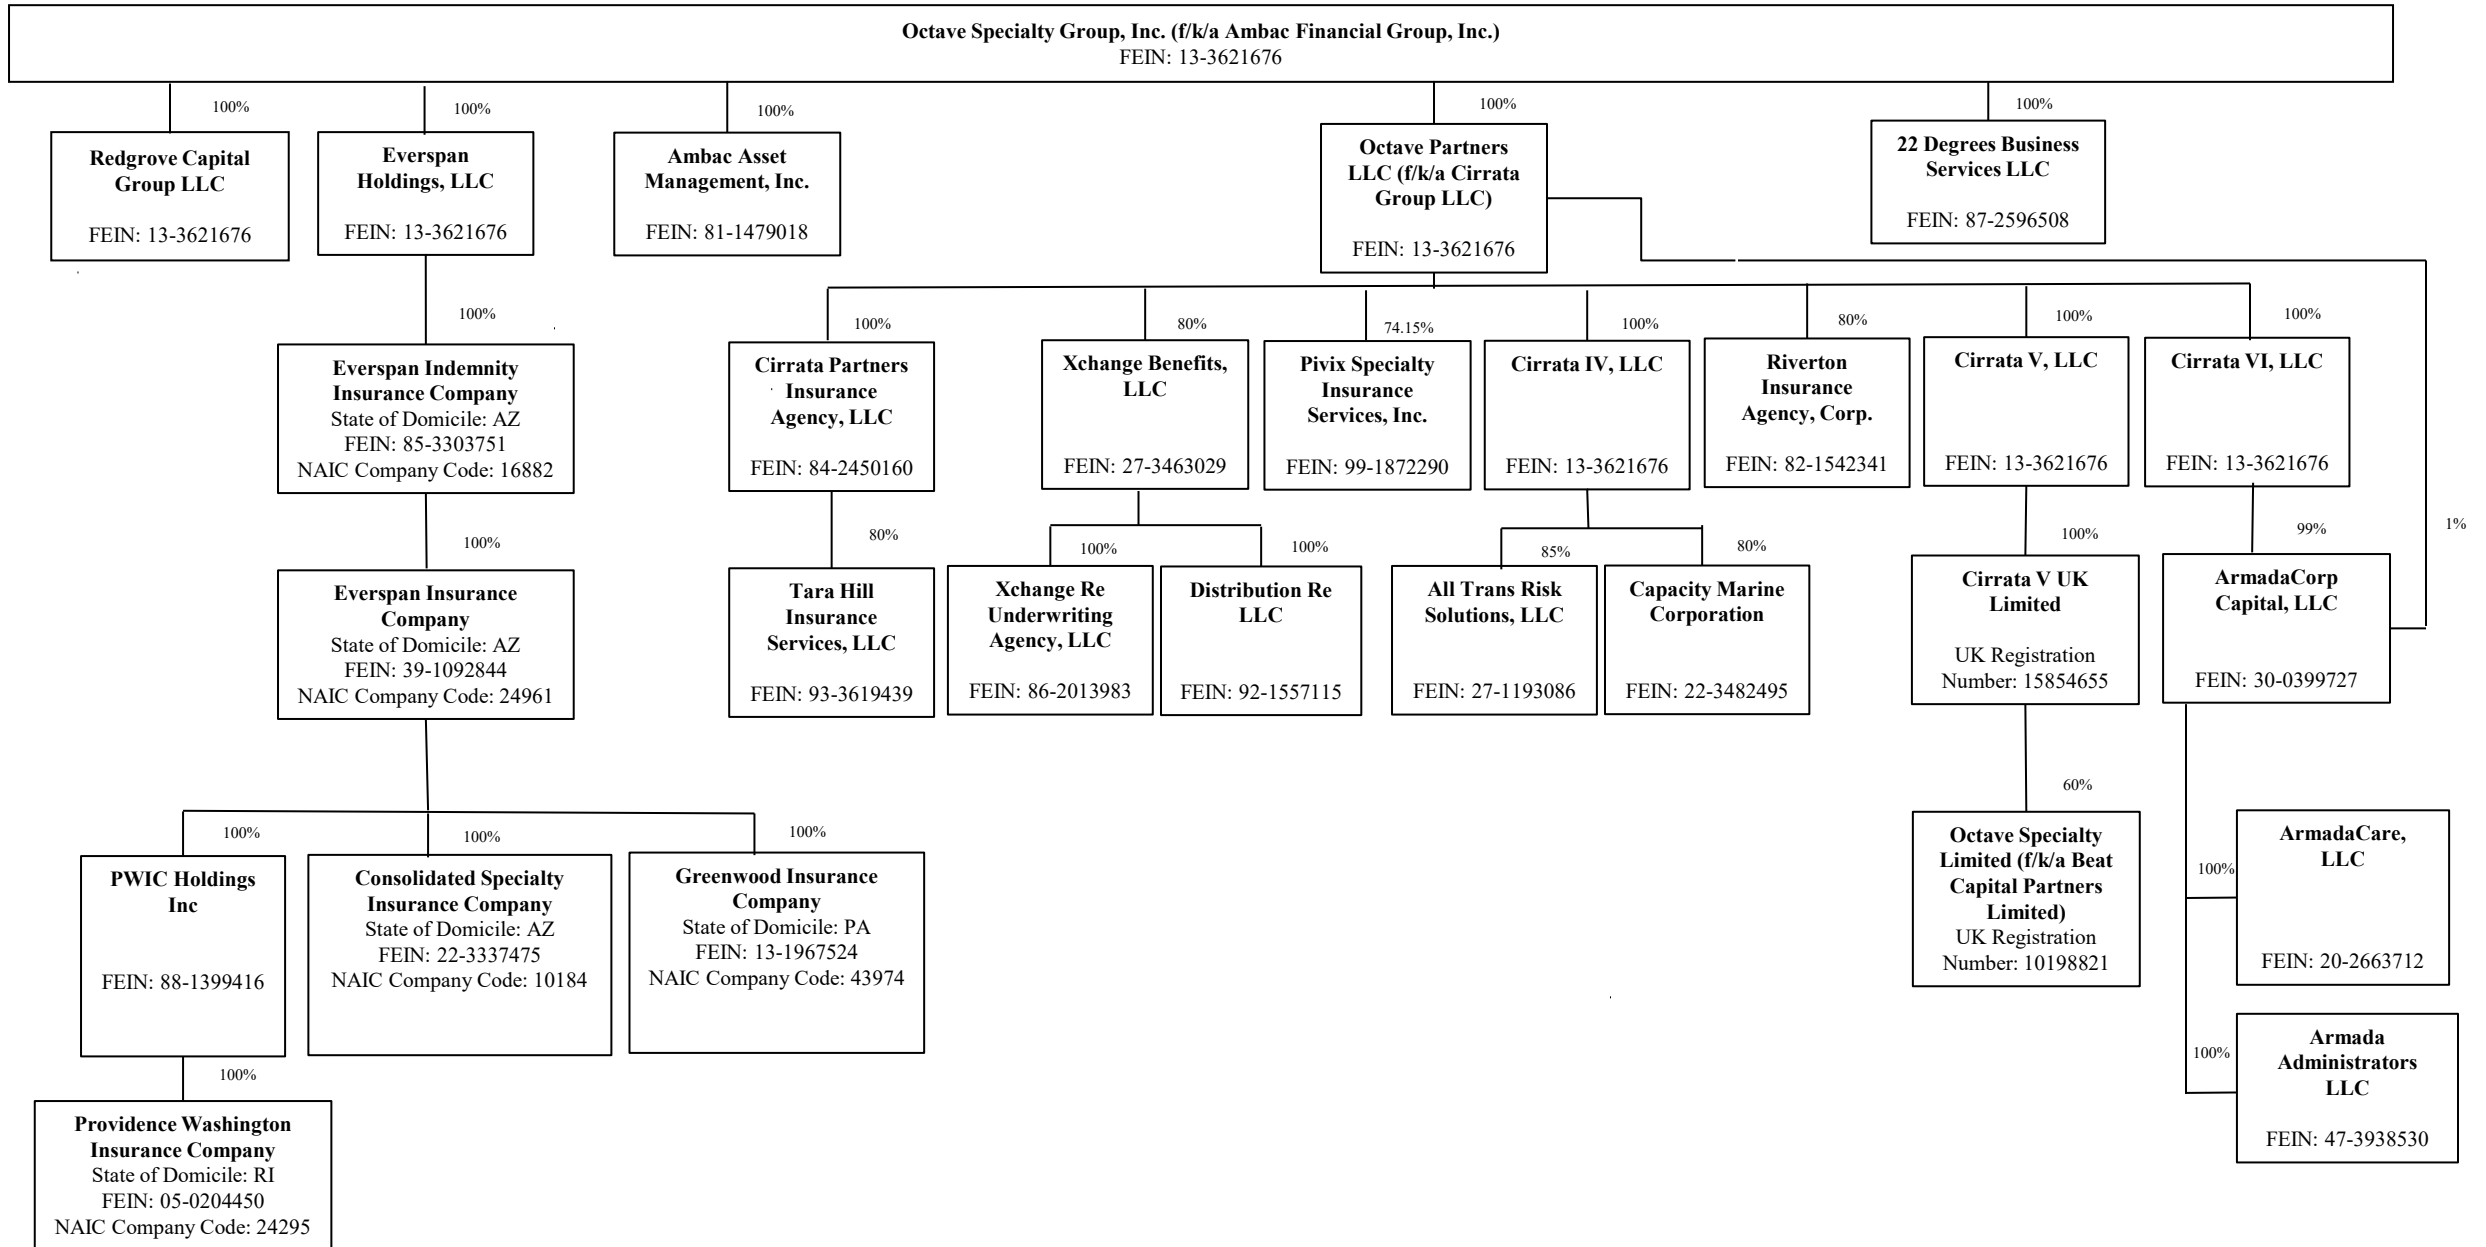 Octave Specialty Group, Inc. (f/k/a Ambac Financial Group, Inc.)
FEIN: 13-3621676
100%
100%
100%
100%
100%
Redgrove Capital
Group LLC
FEIN: 13-3621676
Everspan
Holdings, LLC
FEIN: 13-3621676
Ambac Asset
Management, Inc.
FEIN: 81-1479018
Octave Partners
LLC (f/k/a Cirrata
Group LLC)
FEIN: 13-3621676
22 Degrees Business
Services LLC
FEIN: 87-2596508
100%
Everspan Indemnity
Insurance Company
State of Domicile: AZ
FEIN: 85-3303751
NAIC Company Code: 16882
100%
Cirrata Partners
Insurance
Agency, LLC
FEIN: 84-2450160
80%
Xchange Benefits,
LLC
FEIN: 27-3463029
74.15%
Pivix Specialty
Insurance
Services, Inc.
FEIN: 99-1872290
100%
Cirrata IV, LLC
FEIN: 13-3621676
80%
Riverton
Insurance
Agency, Corp.
FEIN: 82-1542341
100%
Cirrata V, LLC
FEIN: 13-3621676
100%
Cirrata VI, LLC
FEIN: 13-3621676
100%
Everspan Insurance
Company
State of Domicile: AZ
FEIN: 39-1092844
NAIC Company Code: 24961
80%
Tara Hill
Insurance
Services, LLC
FEIN: 93-3619439
100%
Xchange Re
Underwriting
Agency, LLC
FEIN: 86-2013983
100%
Distribution Re
LLC
FEIN: 92-1557115
85%
All Trans Risk
Solutions, LLC
FEIN: 27-1193086
80%
Capacity Marine
Corporation
FEIN: 22-3482495
100%
Cirrata V UK
Limited
UK Registration
Number: 15854655
99%
ArmadaCorp
Capital, LLC
FEIN: 30-0399727
1%
100%
PWIC Holdings
Inc
FEIN: 88-1399416
100%
Consolidated Specialty
Insurance Company
State of Domicile: AZ
FEIN: 22-3337475
NAIC Company Code: 10184
100%
Greenwood Insurance
Company
State of Domicile: PA
FEIN: 13-1967524
NAIC Company Code: 43974
60%
Octave Specialty
Limited (f/k/a Beat
Capital Partners
Limited)
UK Registration
Number: 10198821
100%
ArmadaCare,
LLC
FEIN: 20-2663712
100%
Armada
Administrators
LLC
FEIN: 47-3938530
100%
Providence Washington
Insurance Company
State of Domicile: RI
FEIN: 05-0204450
NAIC Company Code: 24295